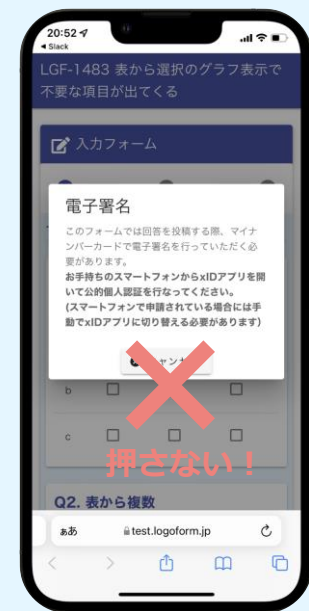 20:52
◀ Slack
LGF-1483 表から選択のグラフ表示で
不要な項目が出てくる
入力フォーム
電子署名
このフォームでは回答を投稿する際、マイナ
ンバーカードで電子署名を行っていただく必
要があります。
お手持ちのスマートフォンからxIDアプリを開
いて公的個人認証を行なってください。
(スマートフォンで申請されている場合には手
動でxIDアプリに切り替える必要があります)
b
c
押さない！
Q2. 表から複数
ぁあ test.logoform.jp